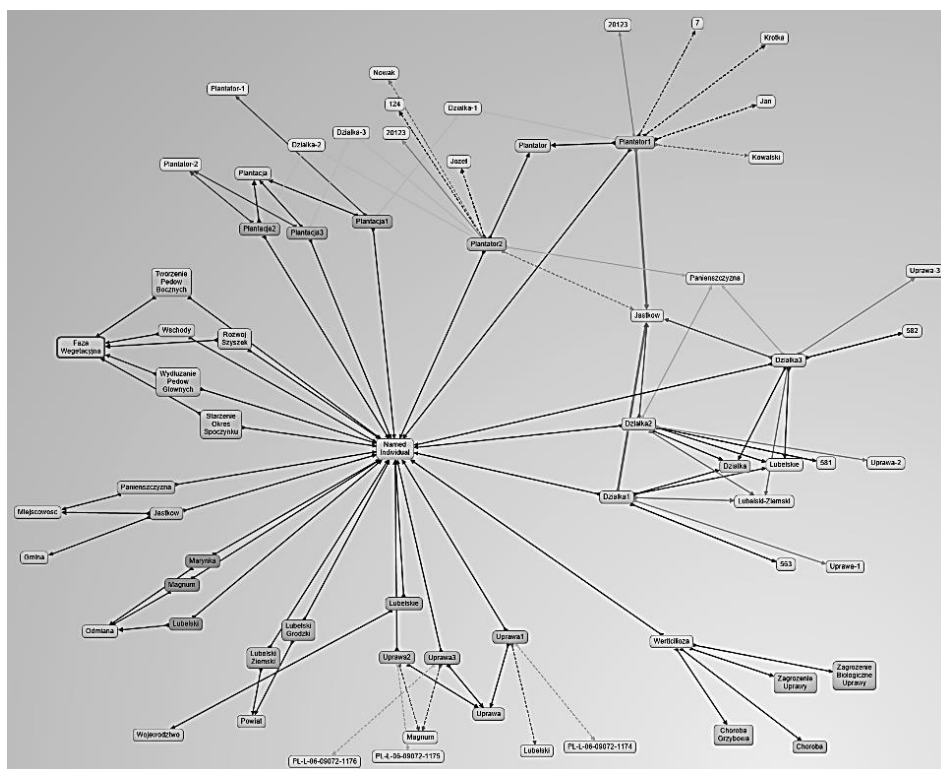 20123
7
Krotka
Nowak
Plantator-1
124
Dzialka-1
Jan
Dzialka-3
20123
Dzialka-2
Plantator
Plantator1
Kowalski
Plantator-2
Plantacja
Jozef
Plantacja2
Plantacja3
Plantacja1
Plantator2
Tworzenie
Pedow
Bocznych
Panienszczyzna
Uprawa-3
Jastkow
Wschody
Rozwoj
Szyszek
582
Faza
Wegetacyjna
Dzialka3
Wydluzanie
Pedow
Glownych
Starzenie
Okres
Spoczynku
Dzialka2
Named
Individual
Dzialka
Lubelskie
581
Uprawa-2
Panienszczyzna
Dzialka1
Lubelski-Ziemski
Miejscowosc
Jastkow
Gmina
Marynka
563
Uprawa-1
Magnum
Lubelskie
Odmiana
Lubelski
Lubelski
Grodzki
Uprawa1
Werticilioza
Lubelski
Ziemski
Uprawa2
Uprawa3
Zagrozenie
Uprawy
Zagrozenie
Biologiczne
Uprawy
Uprawa
Powiat
Wojewodztwo
Magnum
Choroba
Grzybowa
Choroba
PL-L-06-09072-1176
PL-L-06-09072-1175
Lubelski
PL-L-06-09072-1174